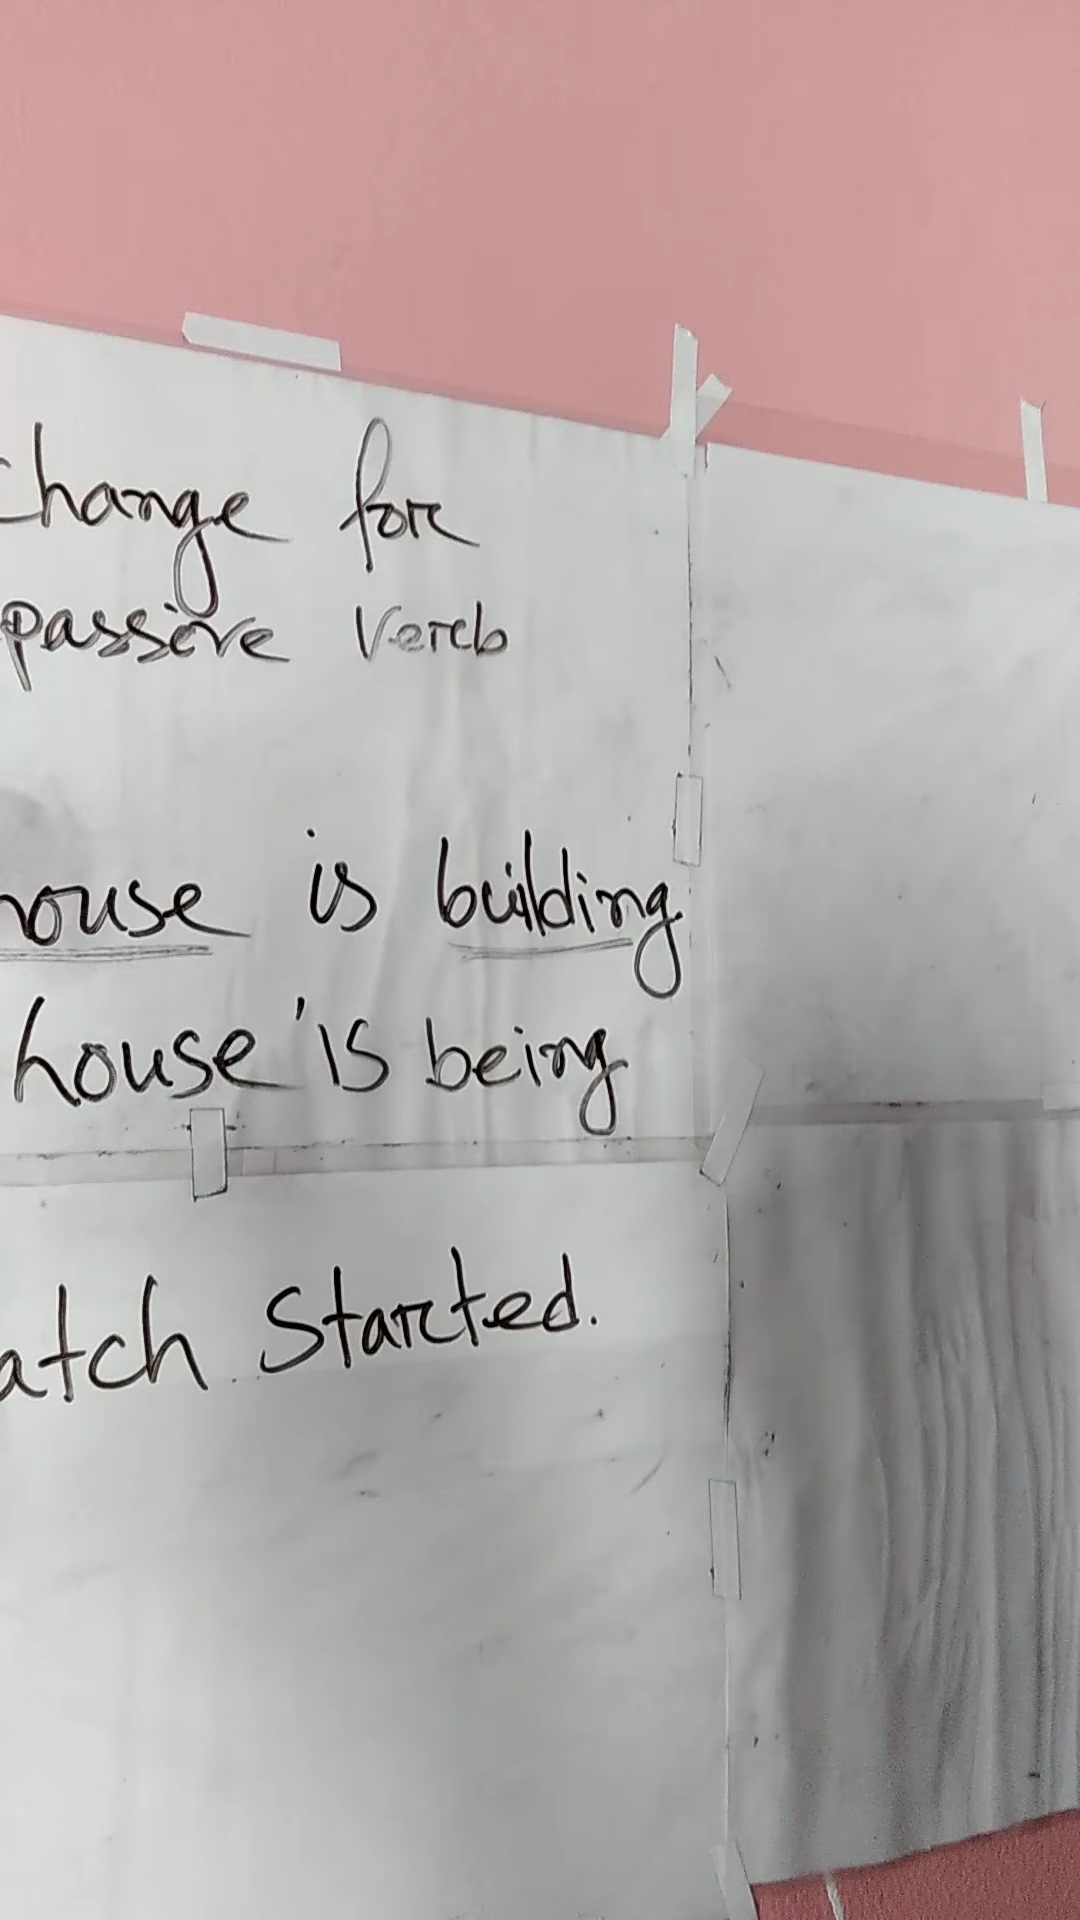 change for
passive Verb
house is building
house is being
atch started.